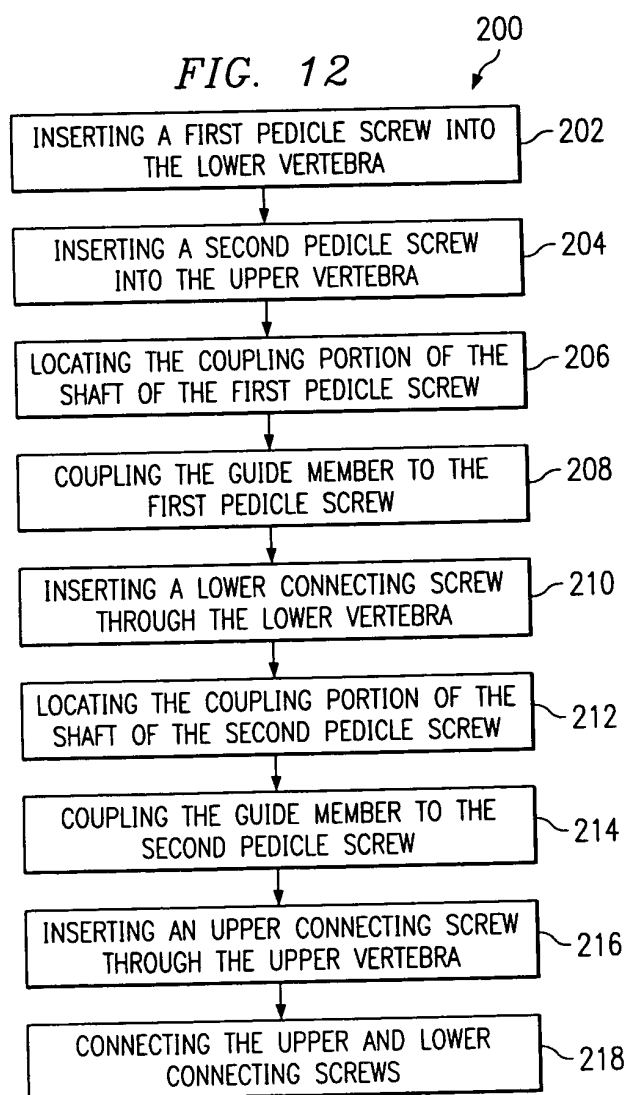 200
FIG. 12
INSERTING A FIRST PEDICLE SCREW INTO
THE LOWER VERTEBRA
202
INSERTING A SECOND PEDICLE SCREW
INTO THE UPPER VERTEBRA
204
LOCATING THE COUPLING PORTION OF THE
SHAFT OF THE FIRST PEDICLE SCREW
206
COUPLING THE GUIDE MEMBER TO THE
FIRST PEDICLE SCREW
208
INSERTING A LOWER CONNECTING SCREW
THROUGH THE LOWER VERTEBRA
210
LOCATING THE COUPLING PORTION OF THE
SHAFT OF THE SECOND PEDICLE SCREW
212
COUPLING THE GUIDE MEMBER TO THE
SECOND PEDICLE SCREW
214
INSERTING AN UPPER CONNECTING SCREW
THROUGH THE UPPER VERTEBRA
216
CONNECTING THE UPPER AND LOWER
CONNECTING SCREWS
218